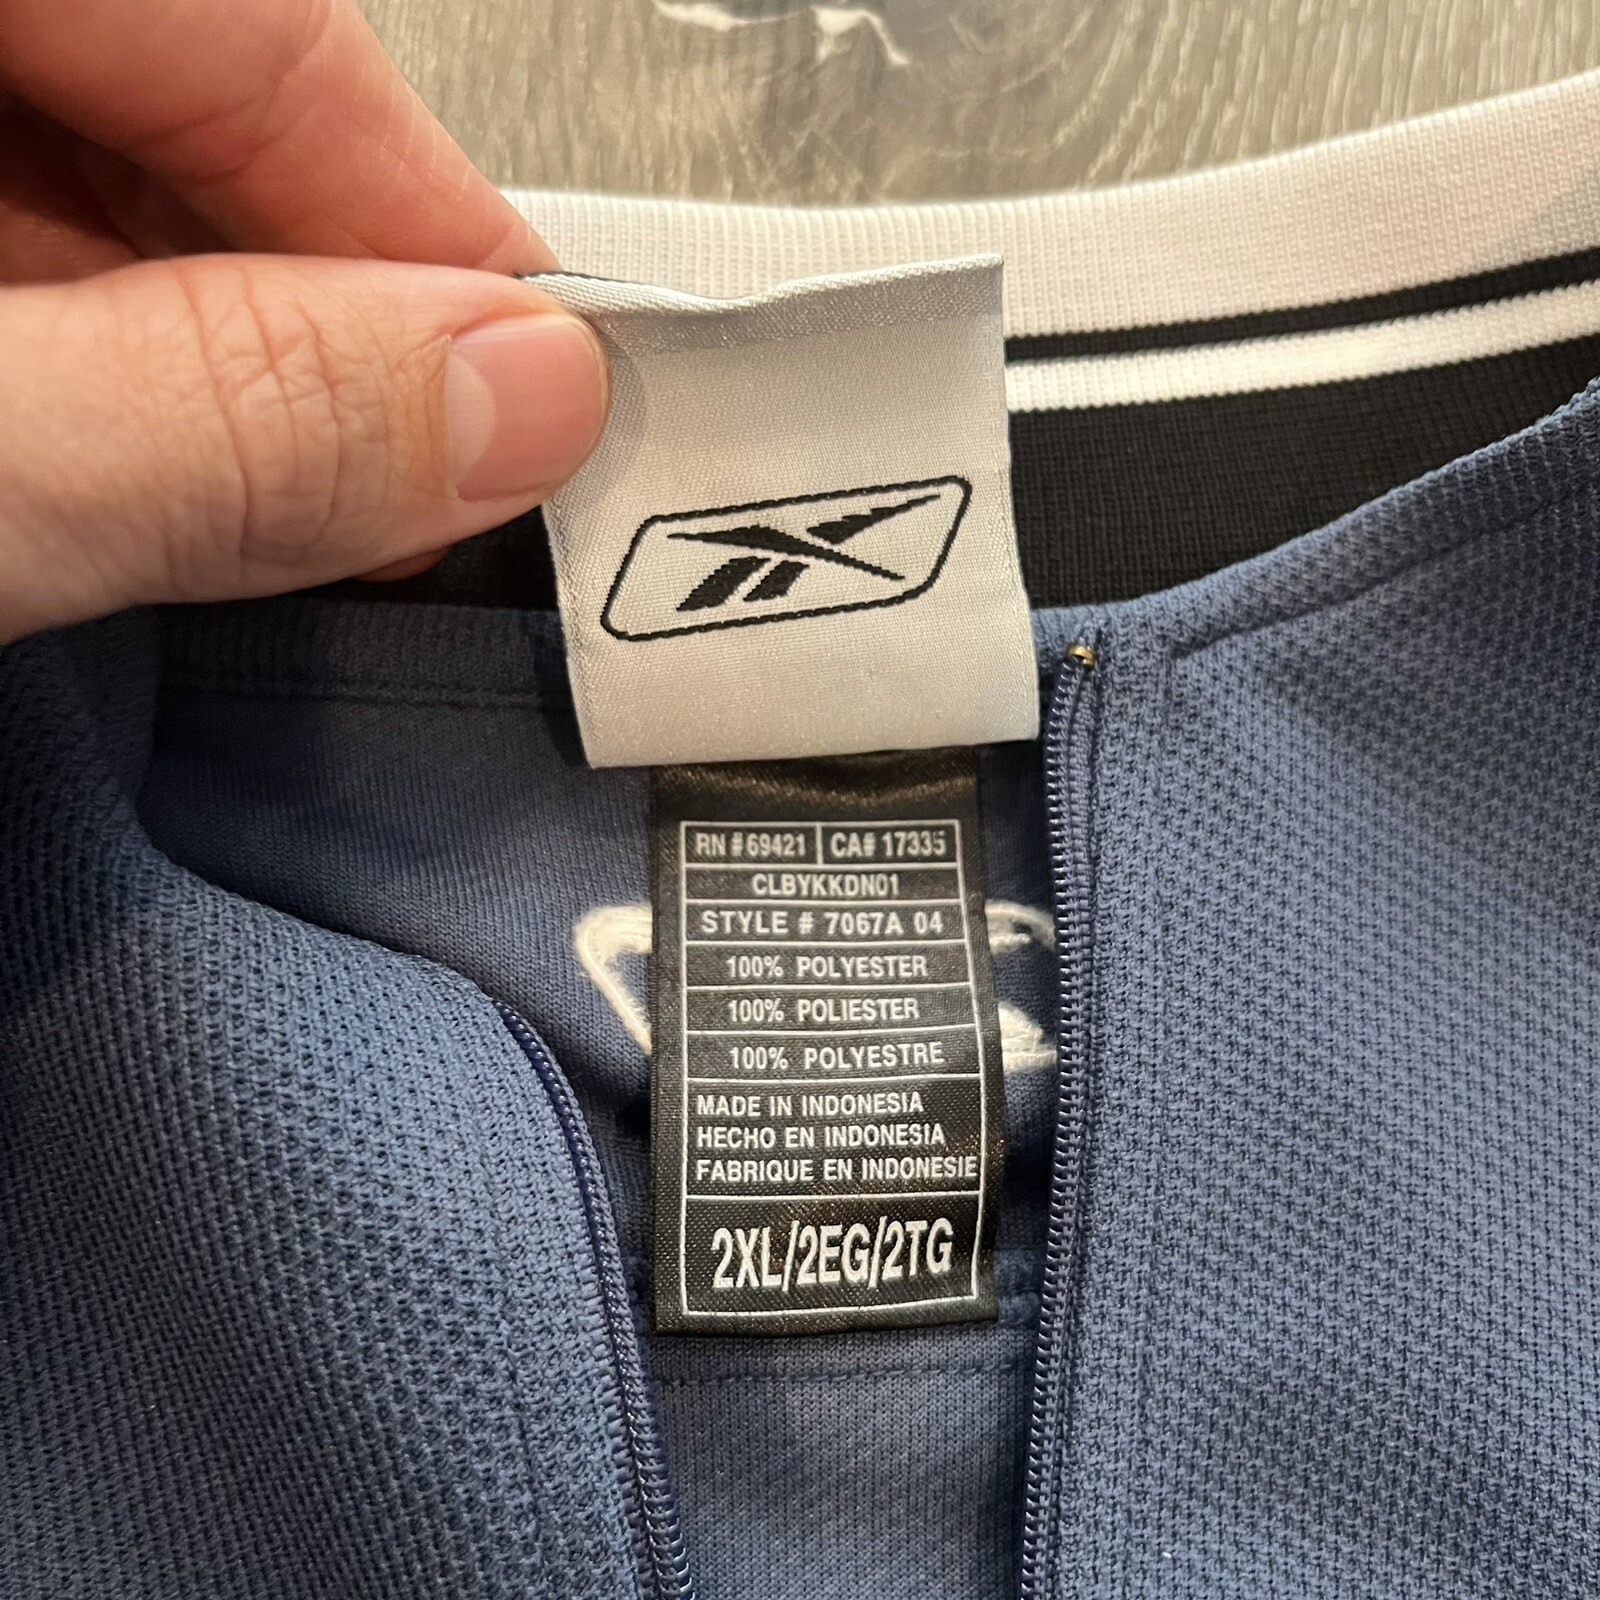 RN #69421 CA# 17335
CLBYKKDN01
STYLE # 7067A 04
100% POLYESTER
100% POLIESTER
100% POLYESTRE
MADE IN INDONESIA
HECHO EN INDONESIA
FABRIQUE EN INDONESIE
2XL/2EG/2TG